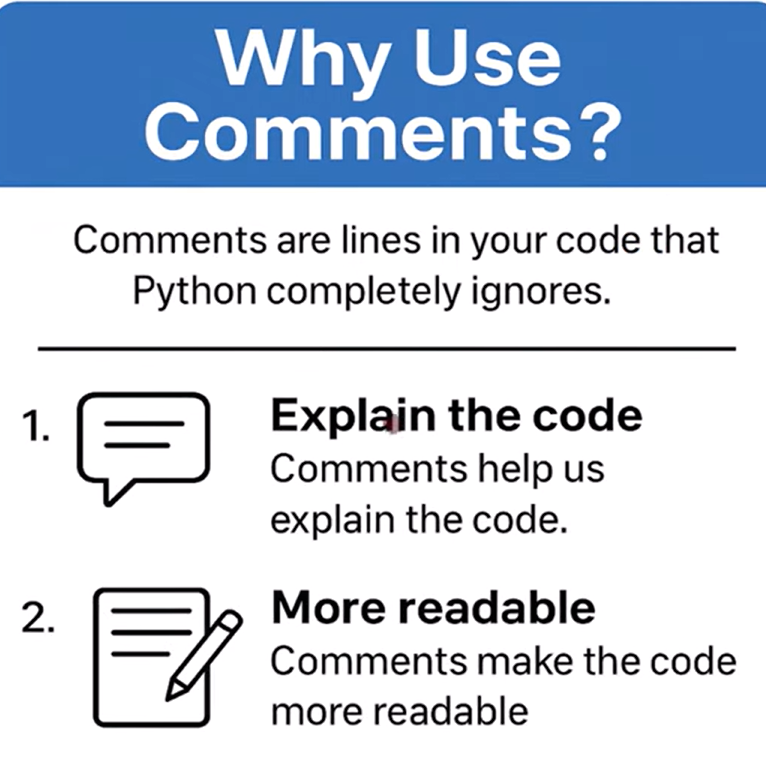 Why Use
Comments?
Comments are lines in your code that
Python completely ignores.
1.
Explain the code
Comments help us
explain the code.
2.
More readable
Comments make the code
more readable